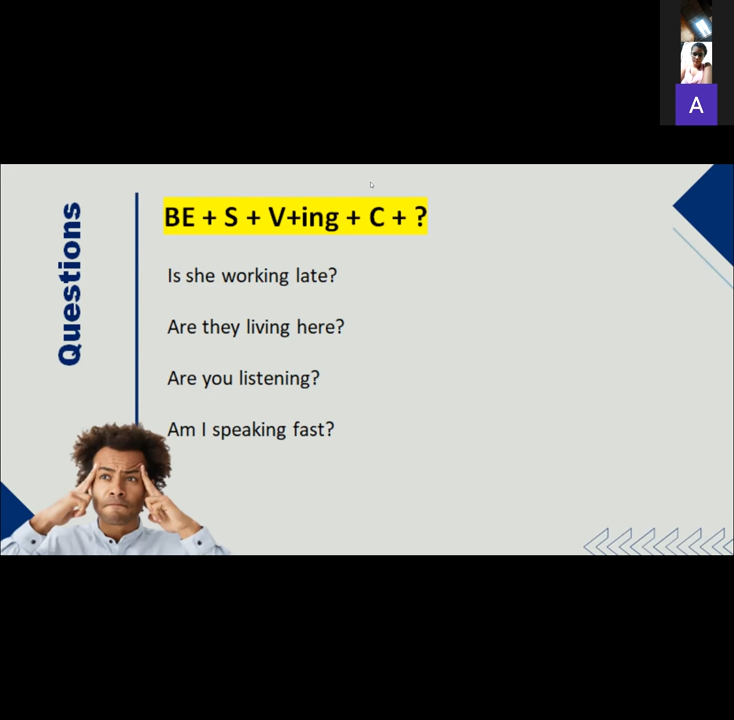 A
Questions
BE + S + V+ing + C + ?
Is she working late?
Are they living here?
Are you listening?
Am I speaking fast?